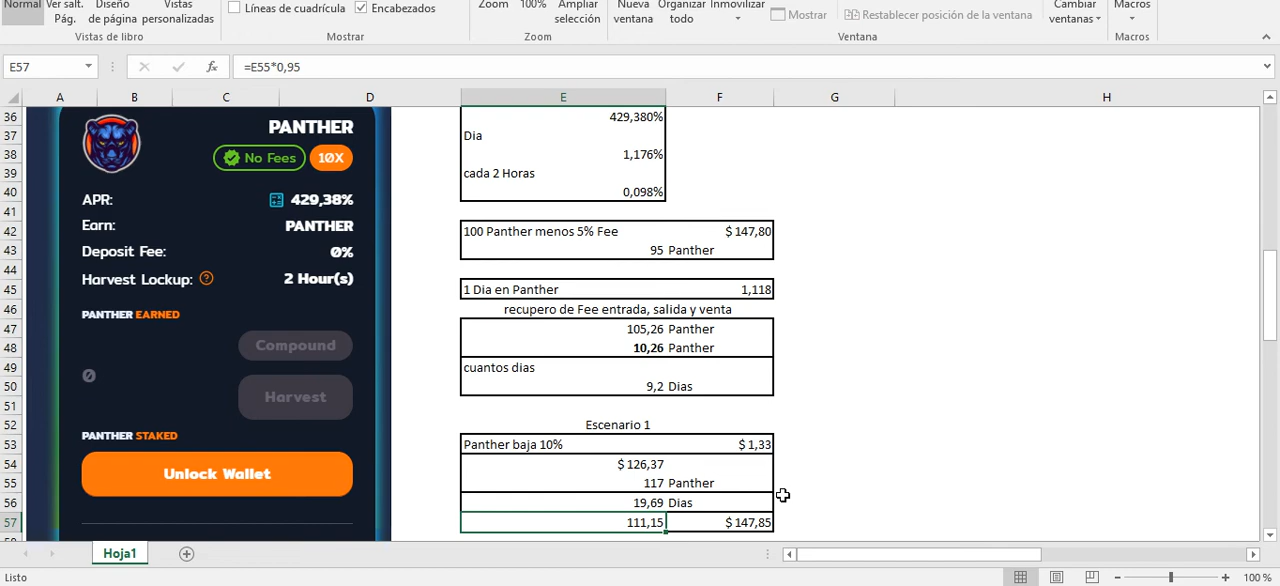 Normal Ver salt. Pág. Diseño de página Vistas personalizadas Líneas de cuadrícula Encabezados Zoom 100% Ampliar selección Nueva ventana Organizar todo Inmovilizar Mostrar Restablecer posición de la ventana Cambiar ventanas Macros
Vistas de libro Mostrar Zoom Ventana Macros
E57 fx =E55*0,95
A B C D E F G H
36 429,380%
37 Dia
38 1,176%
39 cada 2 Horas
40 0,098%
41
42 100 Panther menos 5% Fee $ 147,80
43 95 Panther
44
45 1 Dia en Panther 1,118
46 recupero de Fee entrada, salida y venta
47 105,26 Panther
48 10,26 Panther
49 cuantos dias
50 9,2 Dias
51
52 Escenario 1
53 Panther baja 10% $ 1,33
54 $ 126,37
55 117 Panther
56 19,69 Dias
57 111,15 $ 147,85
PANTHER
No Fees 10X
APR: 429,38%
Earn: PANTHER
Deposit Fee: 0%
Harvest Lockup: ? 2 Hour(s)
PANTHER EARNED
Compound
0
Harvest
PANTHER STAKED
Unlock Wallet
Hoja1
Listo 100 %